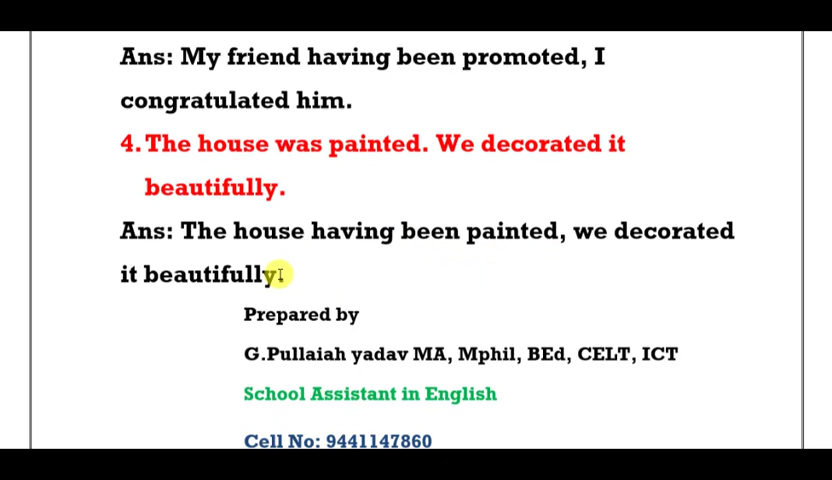 Ans: My friend having been promoted, I
congratulated him.
4. The house was painted. We decorated it
beautifully.
Ans: The house having been painted, we decorated
it beautifully.
Prepared by
G.Pullaiah yadav MA, Mphil, BEd, CELT, ICT
School Assistant in English
Cell No: 9441147860